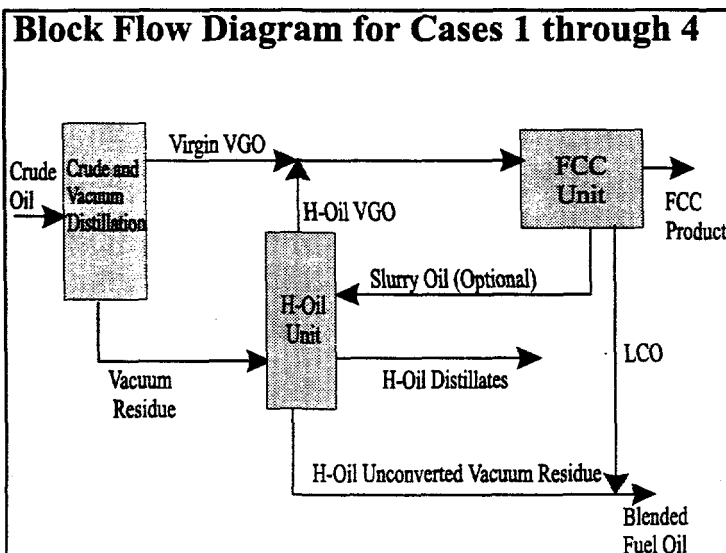 Block Flow Diagram for Cases 1 through 4
Virgin VGO
Crude
Oil
Crude and
Vacuum
Distillation
FCC
Unit
FCC
Product
H-Oil VGO
Slurry Oil (Optional)
H-Oil
Unit
LCO
Vacuum
Residue
H-Oil Distillates
H-Oil Unconverted Vacuum Residue
Blended
Fuel Oil